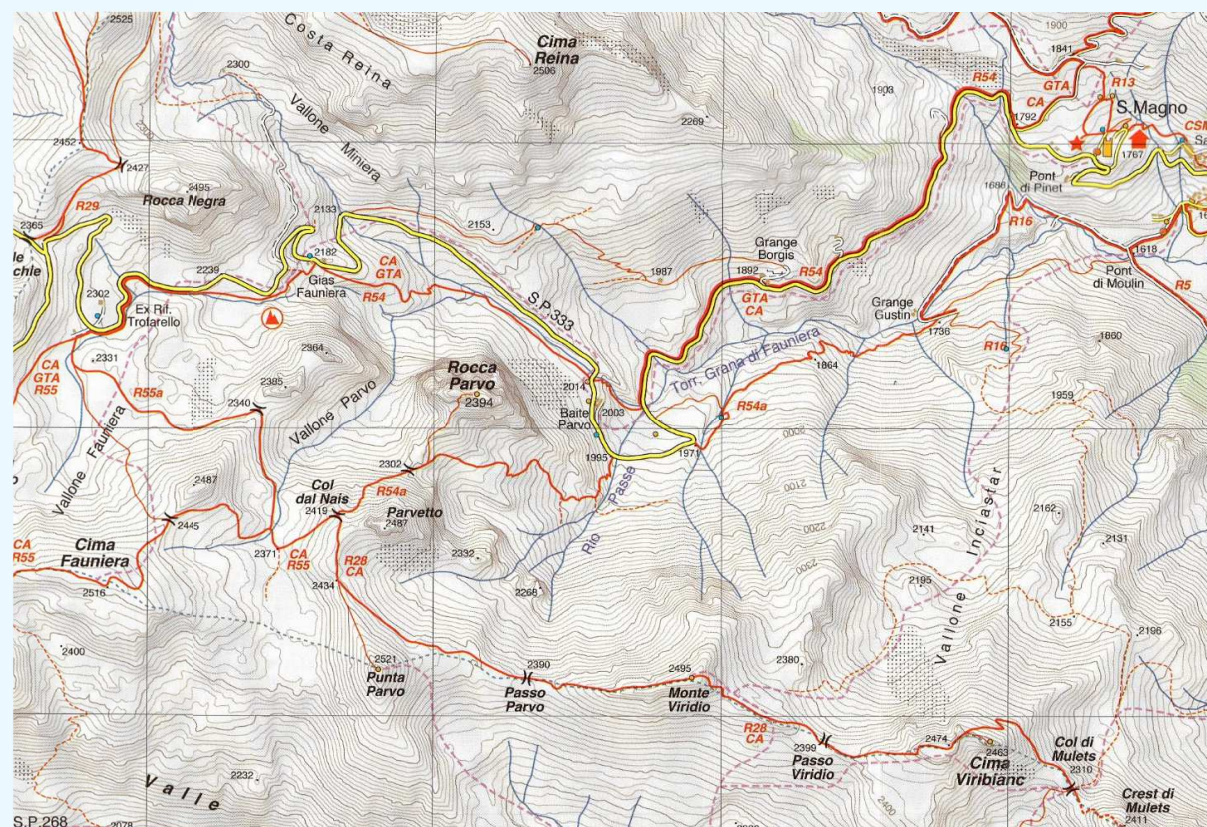 2525
Costa Reina
Cima
Reina
2506
1900
1841
GTA
R13
R54
2300
1903
CA
S.Magno
1792
CSM
Vallone
Miniera
2269
2452
2427
1767
Pont
di Pinet
2495
Rocca Negra
1686
R29
2133
2153
R16
2365
2182
2239
CA
GTA
Grange
Borgis
1618
Gias
Fauniera
R54
1987
1892
R54
Pont
di Moulin
2302
S.P.333
GTA
CA
R5
Ex Rif.
Trofarello
Grange
Gustin
1736
2331
2364
Torr. Grana di Fauniera
R16
1860
CA
GTA
R55
R55a
2385
Rocca
Parvo
1864
2394
2014
2340
Baite
Parvo
2003
R54a
1959
Vallone Parvo
2000
Vallone Fauniera
1995
1971
2302
2487
Col
dal Nais
R54a
Passe
2100
2419
Parvetto
2162
2445
2487
2200
2141
CA
R55
Cima
Fauniera
2371
CA
R55
Rio
2131
R28
CA
2332
2300
Vallone Inciastar
2434
2516
2268
2195
2155
2196
2400
2521
2390
2495
2380
Punta
Parvo
Passo
Parvo
Monte
Viridio
R28
CA
2399
2474
2463
Col di
Mulets
2310
Passo
Viridio
Cima
Viribianc
Valle
2232
2400
Crest di
Mulets
2411
S.P.268
2078